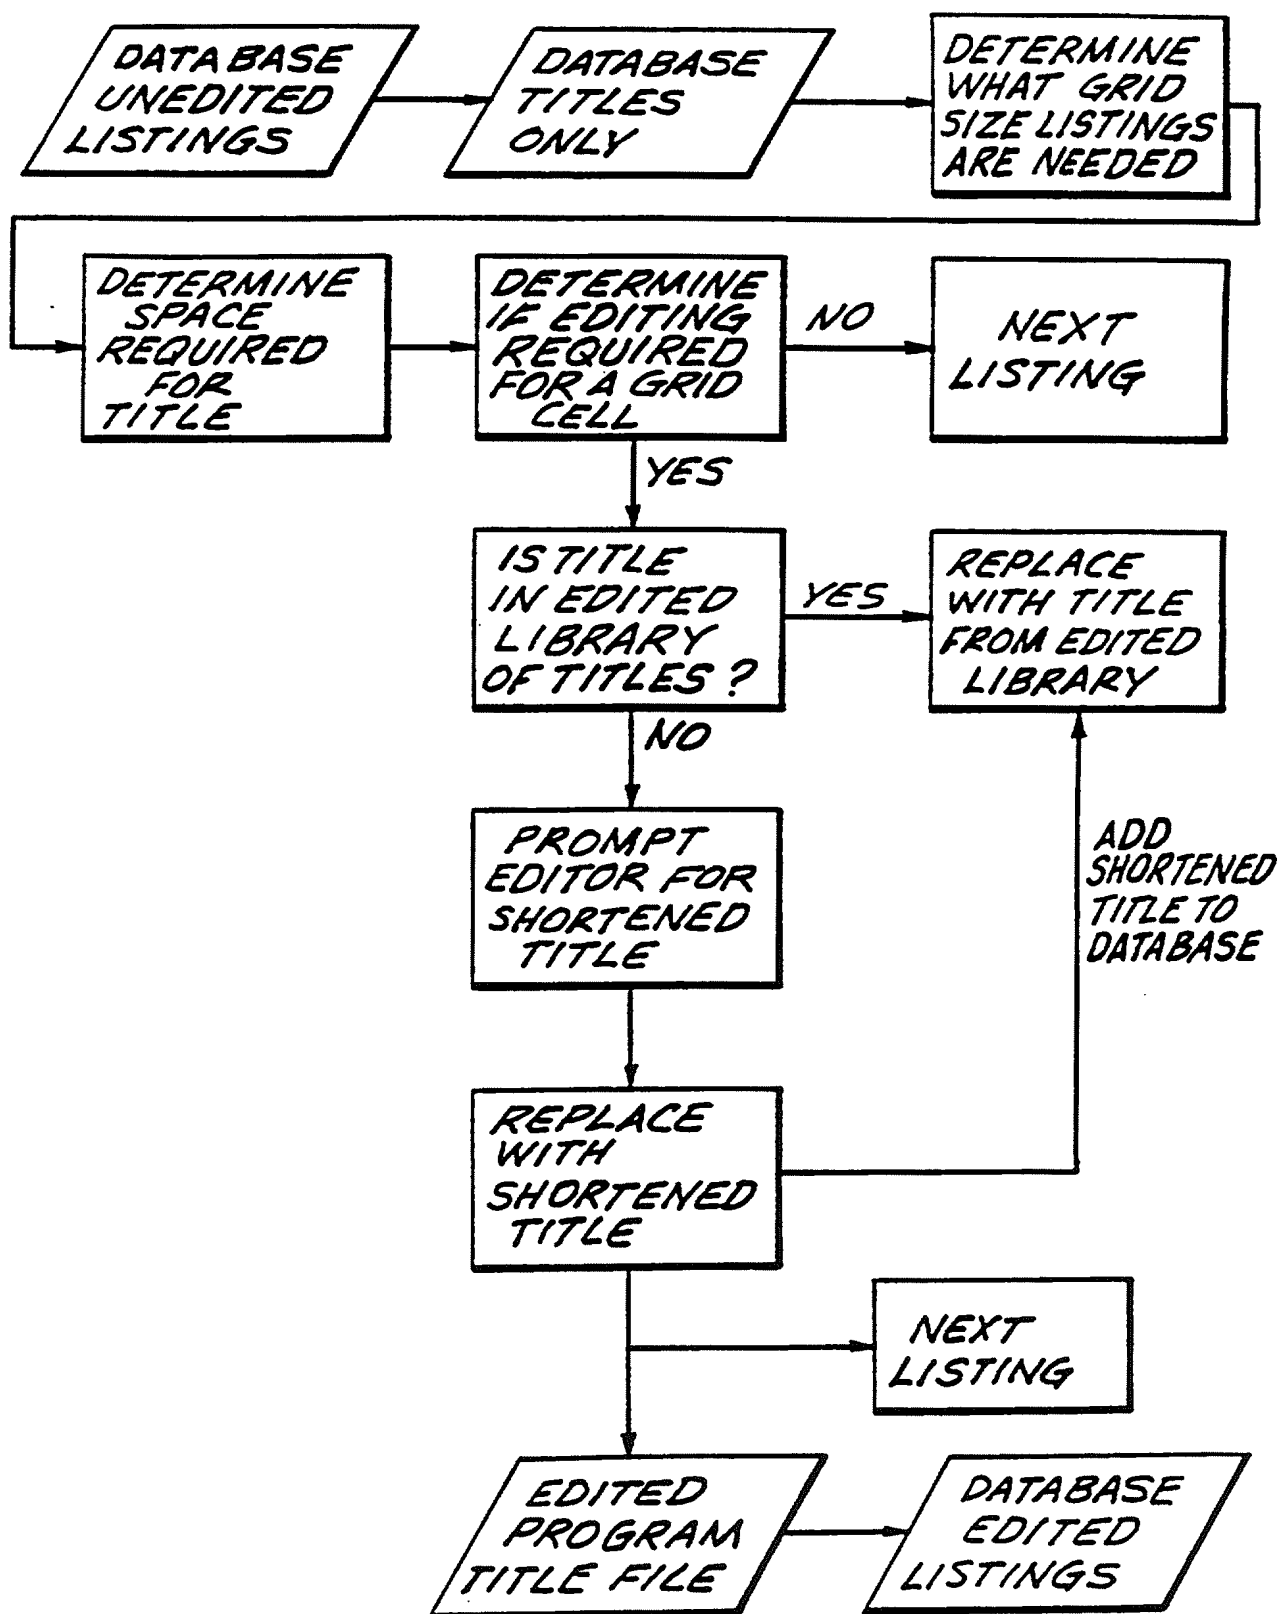 DATABASE
UNEDITED
LISTINGS
DATABASE
TITLES
ONLY
DETERMINE
WHAT GRID
SIZE LISTINGS
ARE NEEDED
DETERMINE
SPACE
REQUIRED
FOR
TITLE
DETERMINE
IF EDITING
REQUIRED
FOR A GRID
CELL
NO
NEXT
LISTING
YES
IS TITLE
IN EDITED
LIBRARY
OF TITLES ?
YES
REPLACE
WITH TITLE
FROM EDITED
LIBRARY
NO
PROMPT
EDITOR FOR
SHORTENED
TITLE
ADD
SHORTENED
TITLE TO
DATABASE
REPLACE
WITH
SHORTENED
TITLE
NEXT
LISTING
EDITED
PROGRAM
TITLE FILE
DATABASE
EDITED
LISTINGS